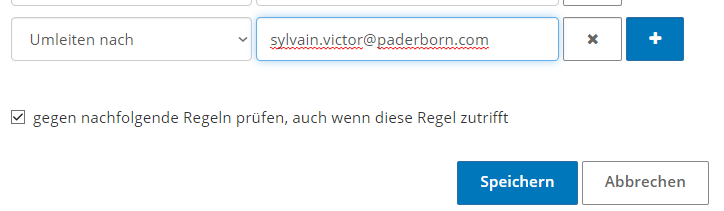 Umleiten nach sylvain.victor@paderborn.com
gegen nachfolgende Regeln prüfen, auch wenn diese Regel zutrifft
Speichern Abbrechen